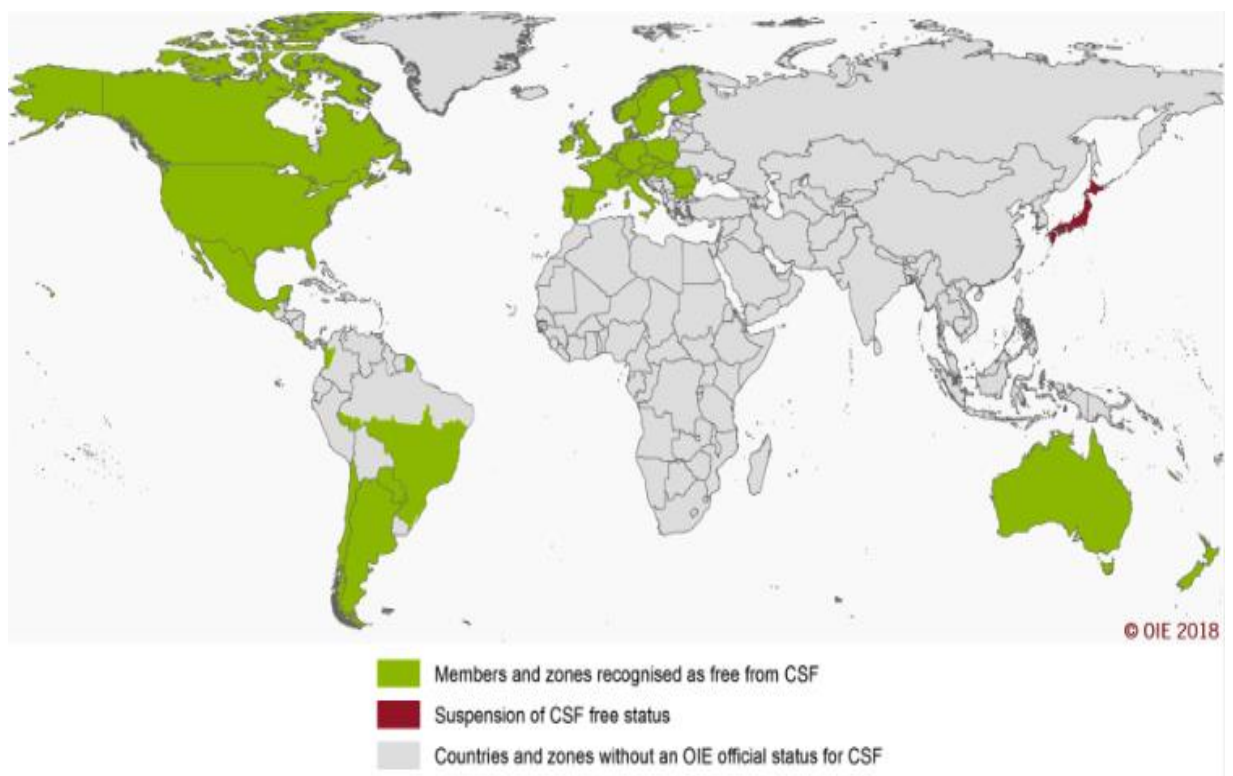 © OIE 2018
Members and zones recognised as free from CSF
Suspension of CSF free status
Countries and zones without an OIE official status for CSF